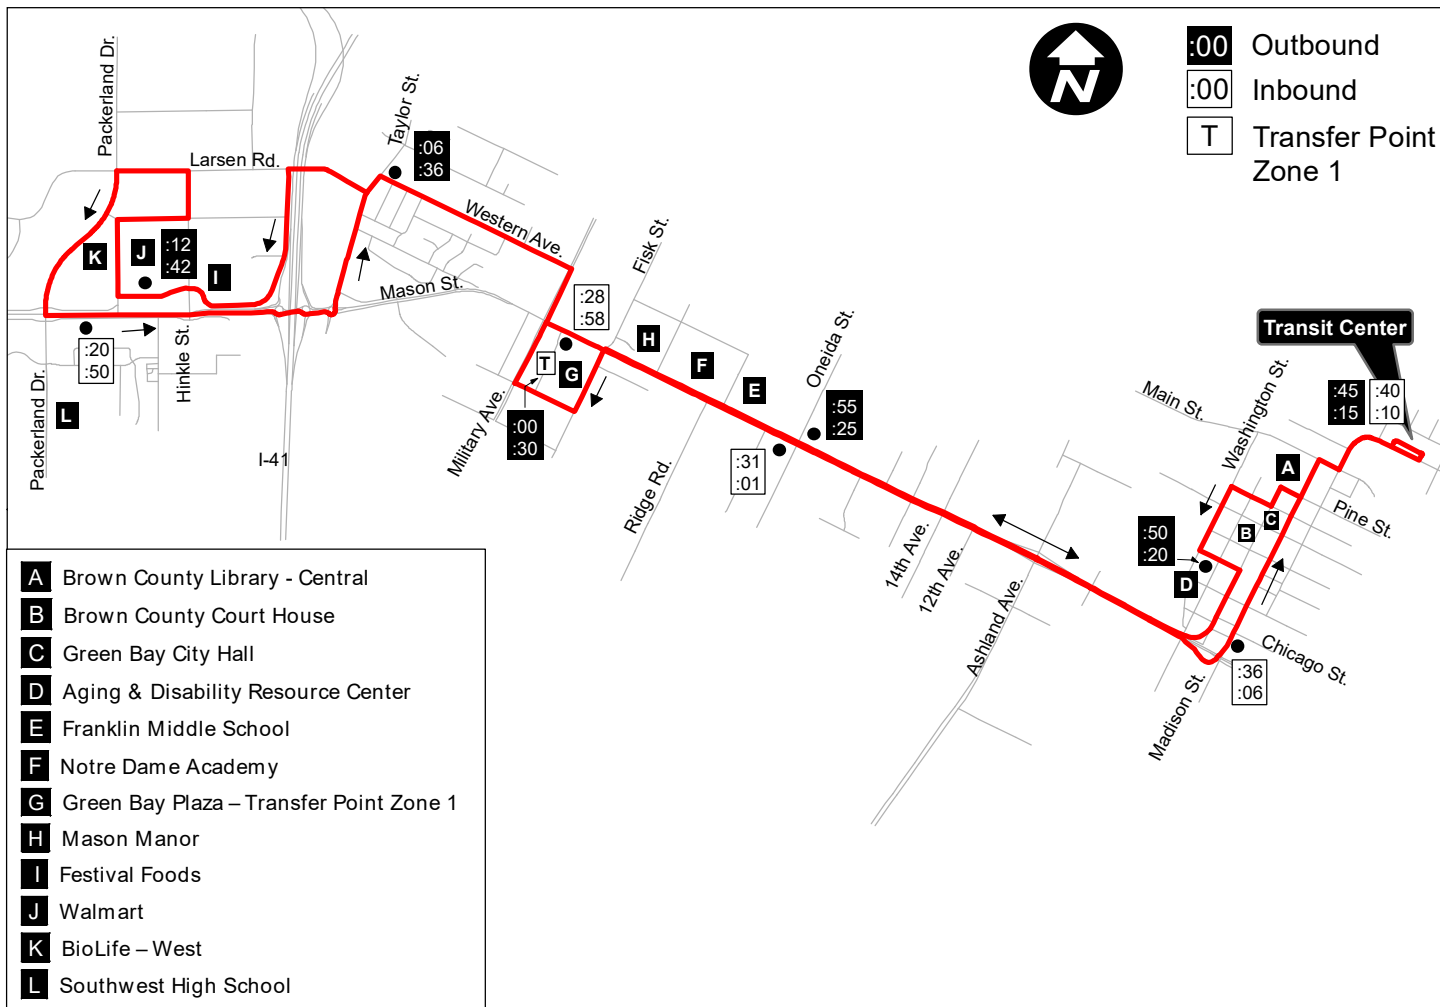 :00 Outbound
:00 Inbound
T Transfer Point
Zone 1
N
Packerland Dr.
Larsen Rd.
Taylor St.
:06
:36
Western Ave.
Fisk St.
Mason St.
K
J
:12
:42
I
:20
:50
Hinkle St.
L
Packerland Dr.
I-41
:28
:58
T
G
H
F
E
Military Ave.
:00
:30
Ridge Rd.
Oneida St.
:55
:25
:31
:01
14th Ave.
12th Ave.
Ashland Ave.
Transit Center
:45
:15
:40
:10
Main St.
Washington St.
A
B
C
Pine St.
:50
:20
D
Chicago St.
:36
:06
Madison St.
A Brown County Library - Central
B Brown County Court House
C Green Bay City Hall
D Aging & Disability Resource Center
E Franklin Middle School
F Notre Dame Academy
G Green Bay Plaza – Transfer Point Zone 1
H Mason Manor
I Festival Foods
J Walmart
K BioLife – West
L Southwest High School